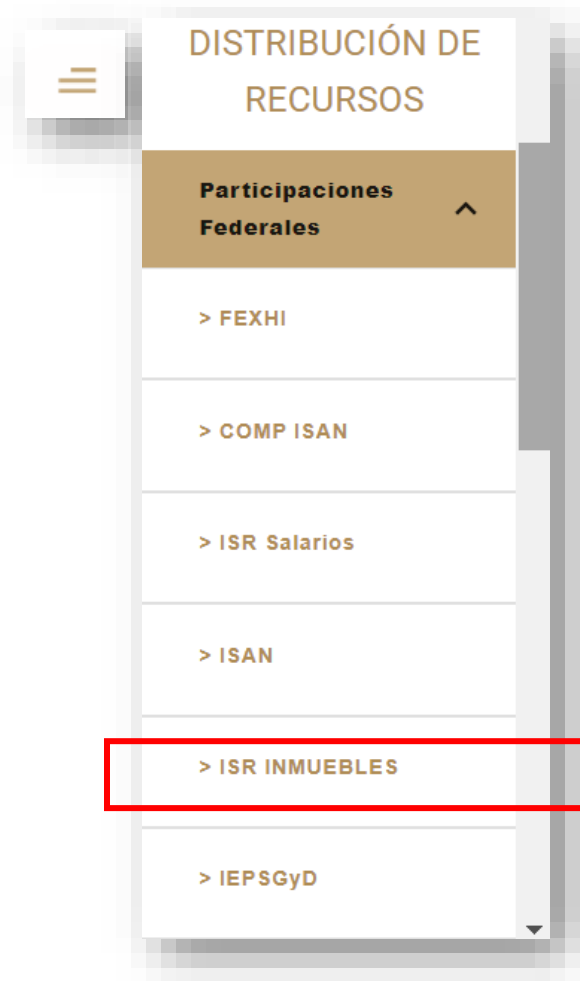 DISTRIBUCIÓN DE
RECURSOS
Participaciones
Federales
> FEXHI
> COMP ISAN
> ISR Salarios
> ISAN
> ISR INMUEBLES
> IEPSGyD